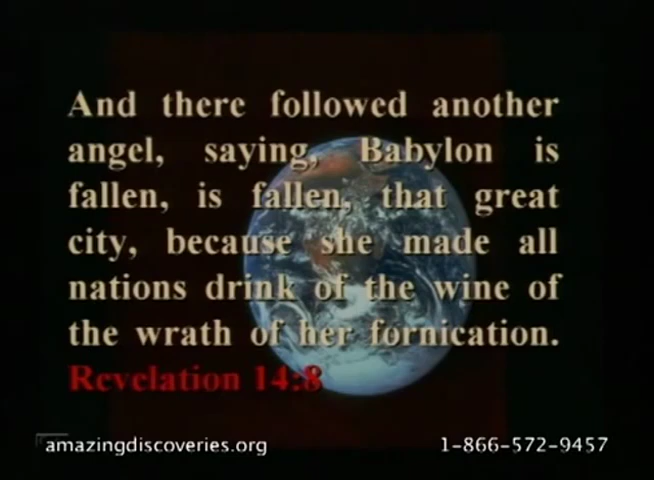 And there followed another
angel, saying, Babylon is
fallen, is fallen, that great
city, because she made all
nations drink of the wine of
the wrath of her fornication.
Revelation 14:8
amazingdiscoveries.org 1-866-572-9457